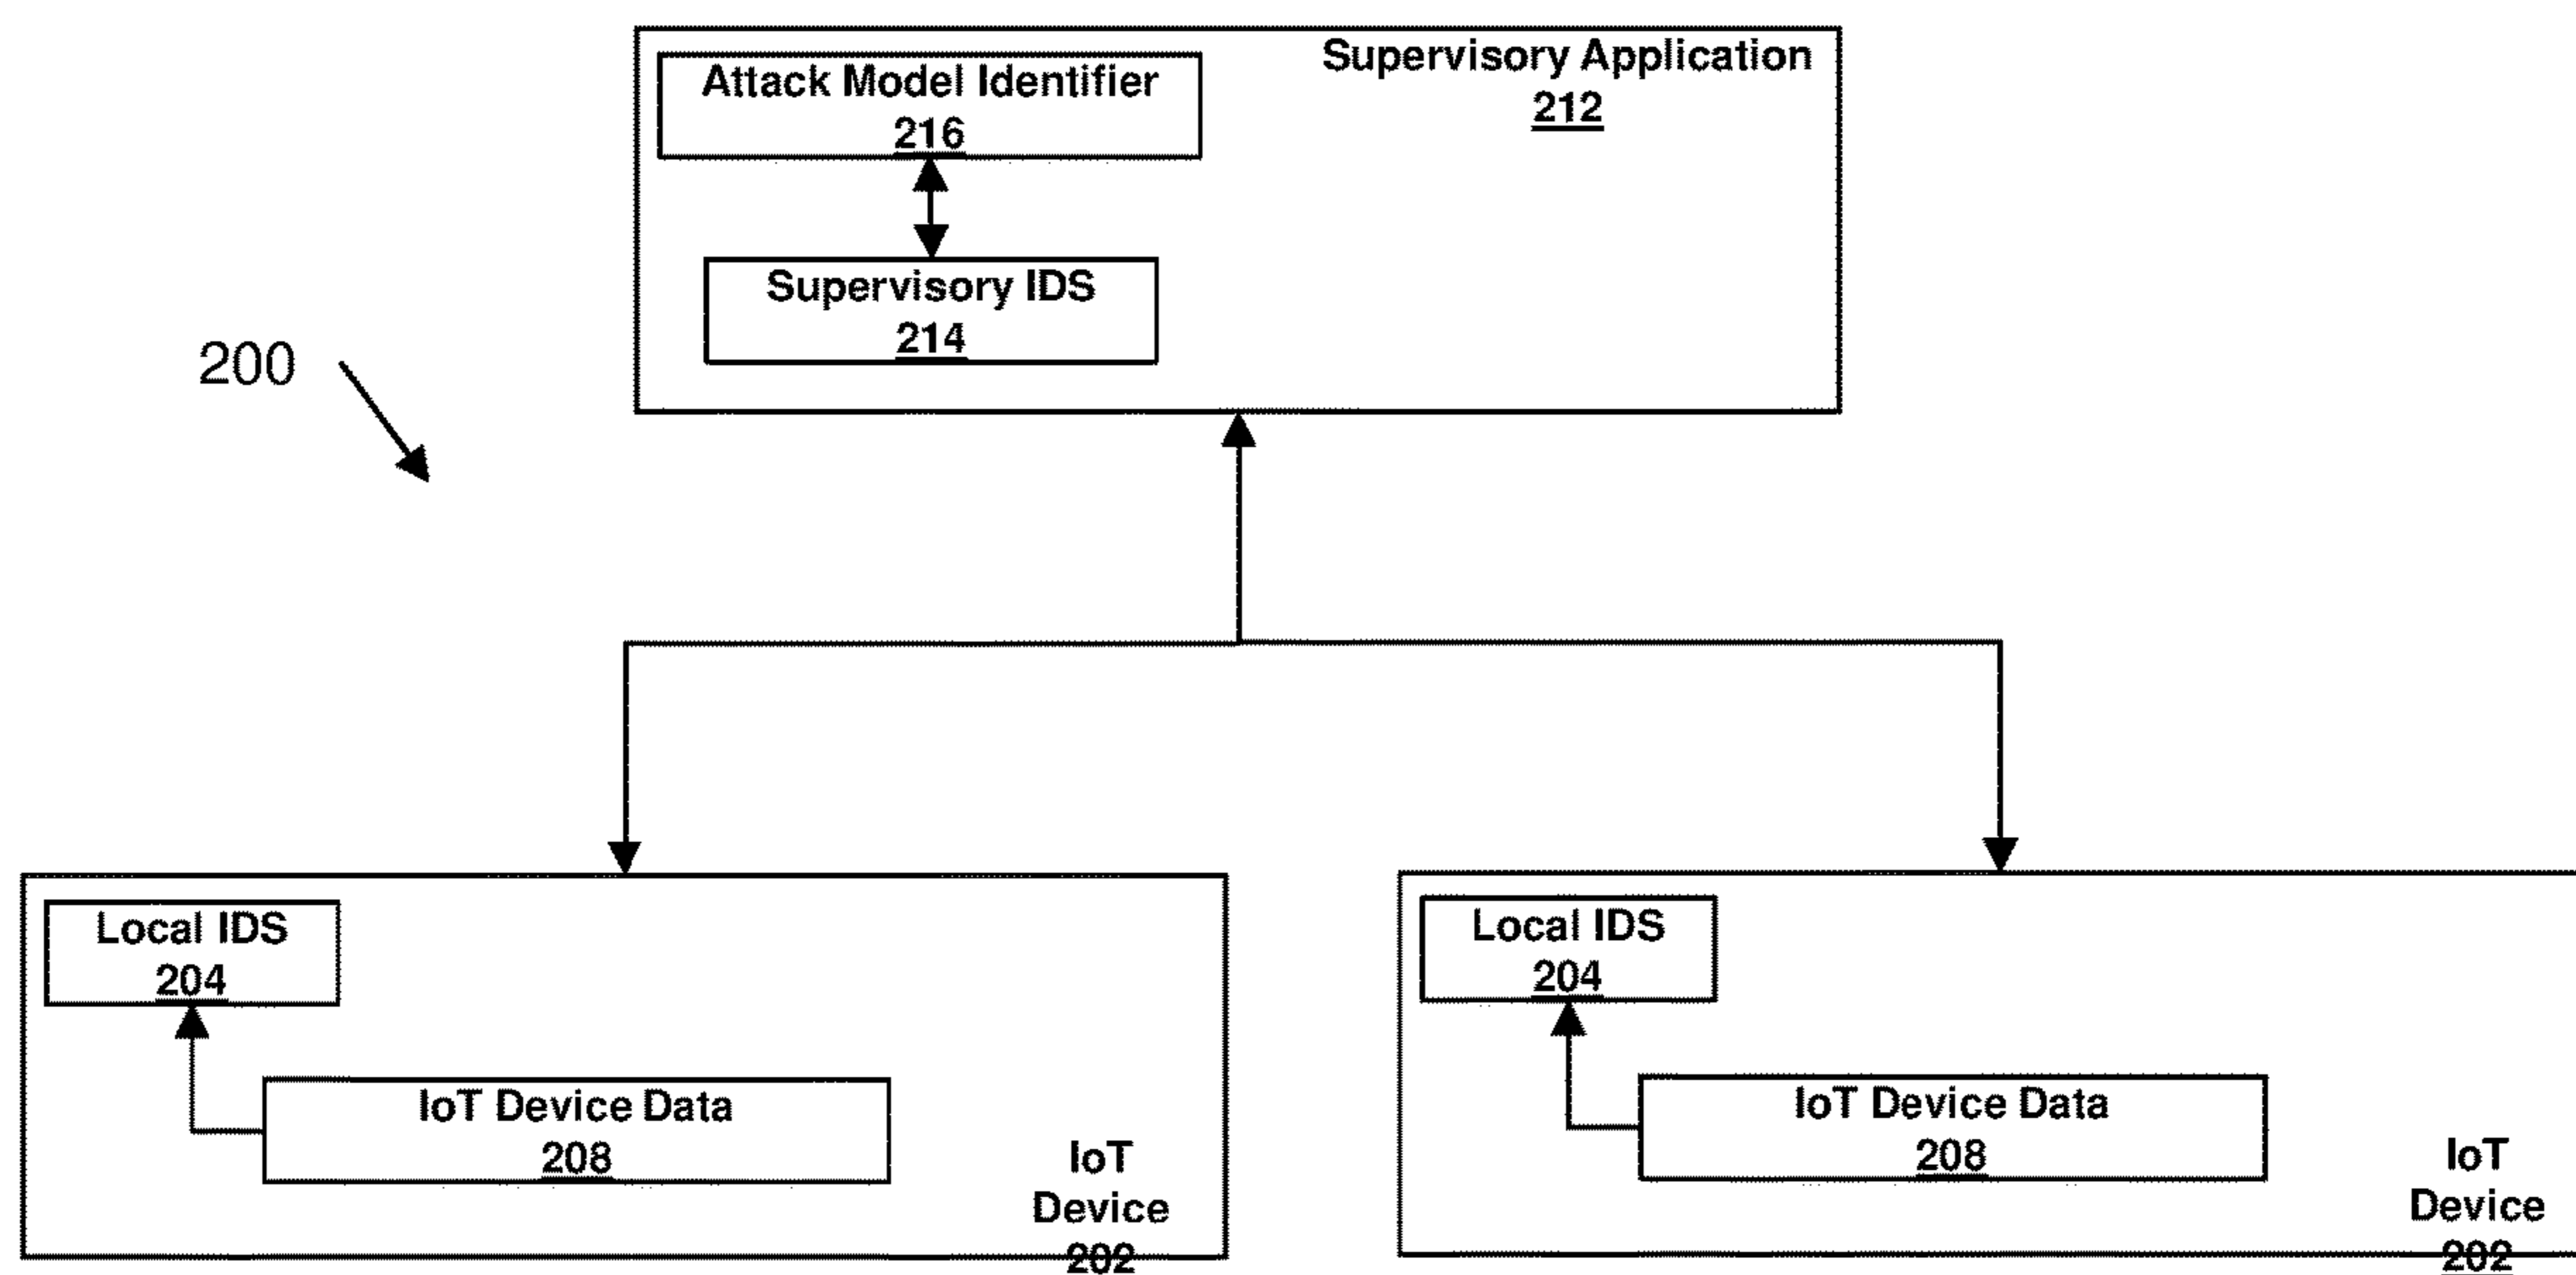 Supervisory Application
212
Attack Model Identifier
216
Supervisory IDS
214
200
Local IDS
204
IoT Device Data
208
IoT
Device
202
Local IDS
204
IoT Device Data
208
IoT
Device
202